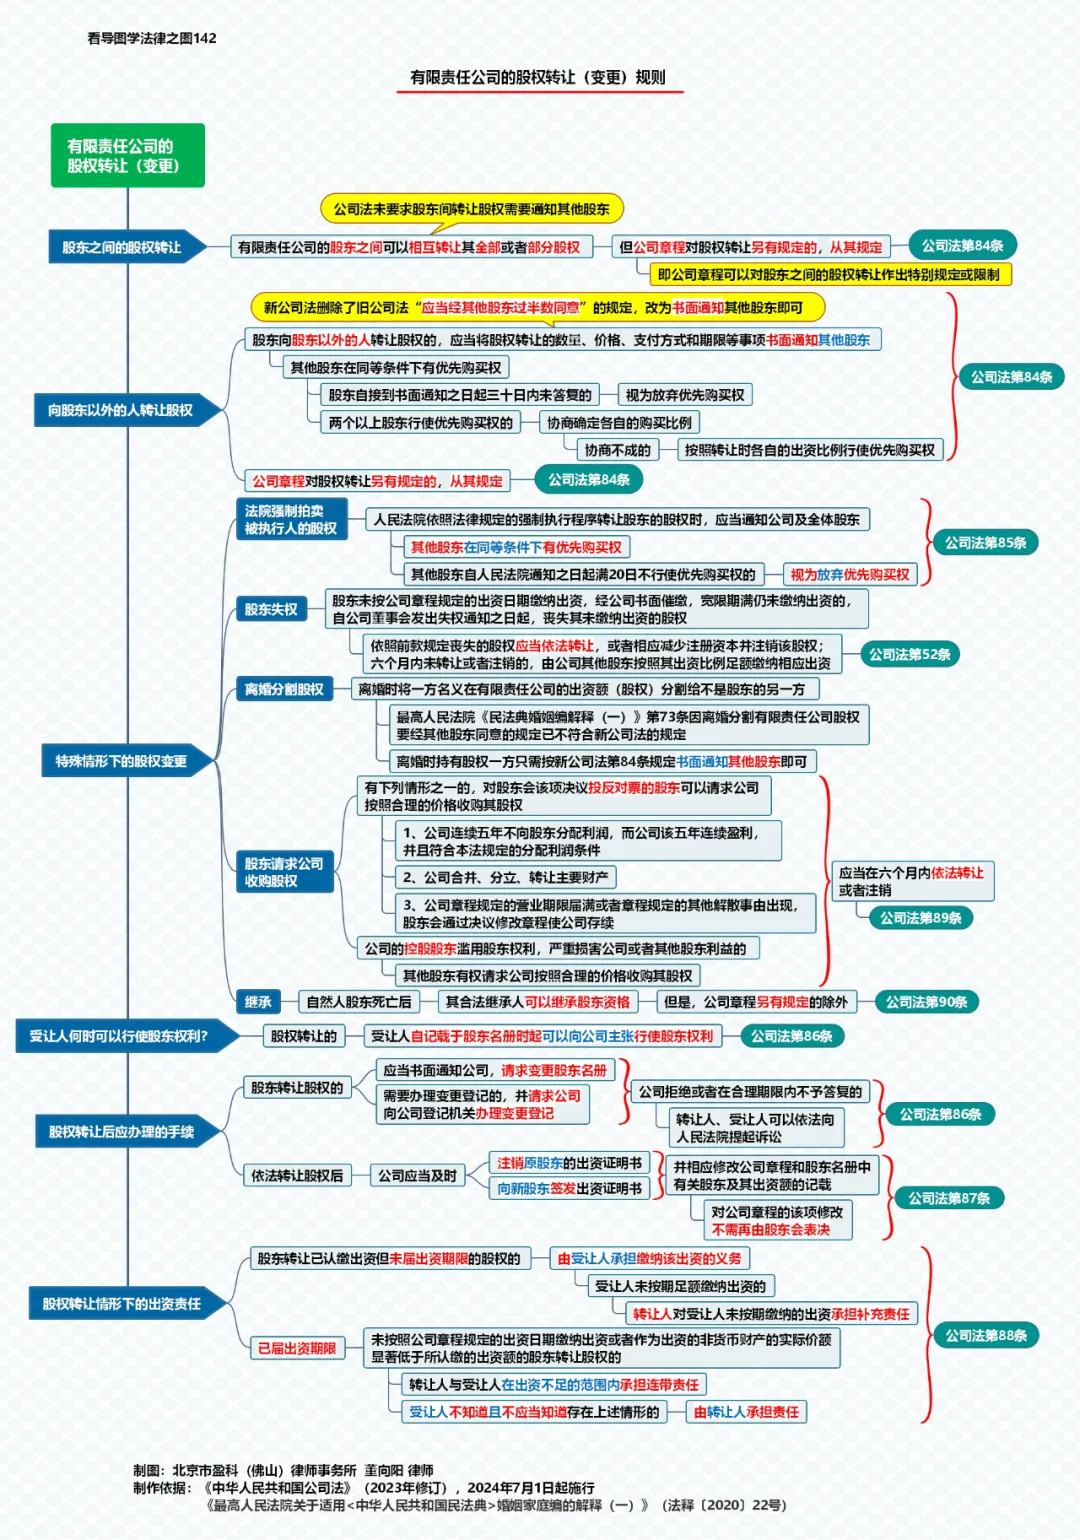 看导图学法律之图142
有限责任公司的股权转让（变更）规则
有限责任公司的
股权转让（变更）
公司法未要求股东间转让股权需要通知其他股东
股东之间的股权转让
有限责任公司的股东之间可以相互转让其全部或者部分股权
但公司章程对股权转让另有规定的，从其规定
公司法第84条
即公司章程可以对股东之间的股权转让作出特别规定或限制
新公司法删除了旧公司法“应当经其他股东过半数同意”的规定，改为书面通知其他股东即可
股东向股东以外的人转让股权的，应当将股权转让的数量、价格、支付方式和期限等事项书面通知其他股东
其他股东在同等条件下有优先购买权
股东自接到书面通知之日起三十日内未答复的
视为放弃优先购买权
公司法第84条
向股东以外的人转让股权
两个以上股东行使优先购买权的
协商确定各自的购买比例
协商不成的
按照转让时各自的出资比例行使优先购买权
公司章程对股权转让另有规定的，从其规定
公司法第84条
法院强制拍卖
被执行人的股权
人民法院依照法律规定的强制执行程序转让股东的股权时，应当通知公司及全体股东
其他股东在同等条件下有优先购买权
公司法第85条
其他股东自人民法院通知之日起满20日不行使优先购买权的
视为放弃优先购买权
股东失权
股东未按公司章程规定的出资日期缴纳出资，经公司书面催缴，宽限期满仍未缴纳出资的，
自公司董事会发出失权通知之日起，丧失其未缴纳出资的股权
依照前款规定丧失的股权应当依法转让，或者相应减少注册资本并注销该股权；
六个月内未转让或者注销的，由公司其他股东按照其出资比例足额缴纳相应出资
公司法第52条
离婚分割股权
离婚时将一方名义在有限责任公司的出资额（股权）分割给不是股东的另一方
最高人民法院《民法典婚姻编解释（一）》第73条因离婚分割有限责任公司股权
要经其他股东同意的规定已不符合新公司法的规定
特殊情形下的股权变更
离婚时持有股权一方只需按新公司法第84条规定书面通知其他股东即可
有下列情形之一的，对股东会该项决议投反对票的股东可以请求公司
按照合理的价格收购其股权
1、公司连续五年不向股东分配利润，而公司该五年连续盈利，
并且符合本法规定的分配利润条件
股东请求公司
收购股权
2、公司合并、分立、转让主要财产
应当在六个月内依法转让
或者注销
3、公司章程规定的营业期限届满或者章程规定的其他解散事由出现，
股东会通过决议修改章程使公司存续
公司法第89条
公司的控股股东滥用股东权利，严重损害公司或者其他股东利益的
其他股东有权请求公司按照合理的价格收购其股权
继承
自然人股东死亡后
其合法继承人可以继承股东资格
但是，公司章程另有规定的除外
公司法第90条
受让人何时可以行使股东权利？
股权转让的
受让人自记载于股东名册时起可以向公司主张行使股东权利
公司法第86条
股东转让股权的
应当书面通知公司，请求变更股东名册
需要办理变更登记的，并请求公司
向公司登记机关办理变更登记
公司拒绝或者在合理期限内不予答复的
转让人、受让人可以依法向
人民法院提起诉讼
公司法第86条
股权转让后应办理的手续
依法转让股权后
公司应当及时
注销原股东的出资证明书
向新股东签发出资证明书
并相应修改公司章程和股东名册中
有关股东及其出资额的记载
对公司章程的该项修改
不需再由股东会表决
公司法第87条
股东转让已认缴出资但未届出资期限的股权的
由受让人承担缴纳该出资的义务
受让人未按期足额缴纳出资的
转让人对受让人未按期缴纳的出资承担补充责任
股权转让情形下的出资责任
公司法第88条
已届出资期限
未按照公司章程规定的出资日期缴纳出资或者作为出资的非货币财产的实际价额
显著低于所认缴的出资额的股东转让股权的
转让人与受让人在出资不足的范围内承担连带责任
受让人不知道且不应当知道存在上述情形的
由转让人承担责任
制图：北京市盈科（佛山）律师事务所 董向阳 律师
制作依据：《中华人民共和国公司法》（2023年修订），2024年7月1日起施行
《最高人民法院关于适用<中华人民共和国民法典>婚姻家庭编的解释（一）》（法释〔2020〕22号）